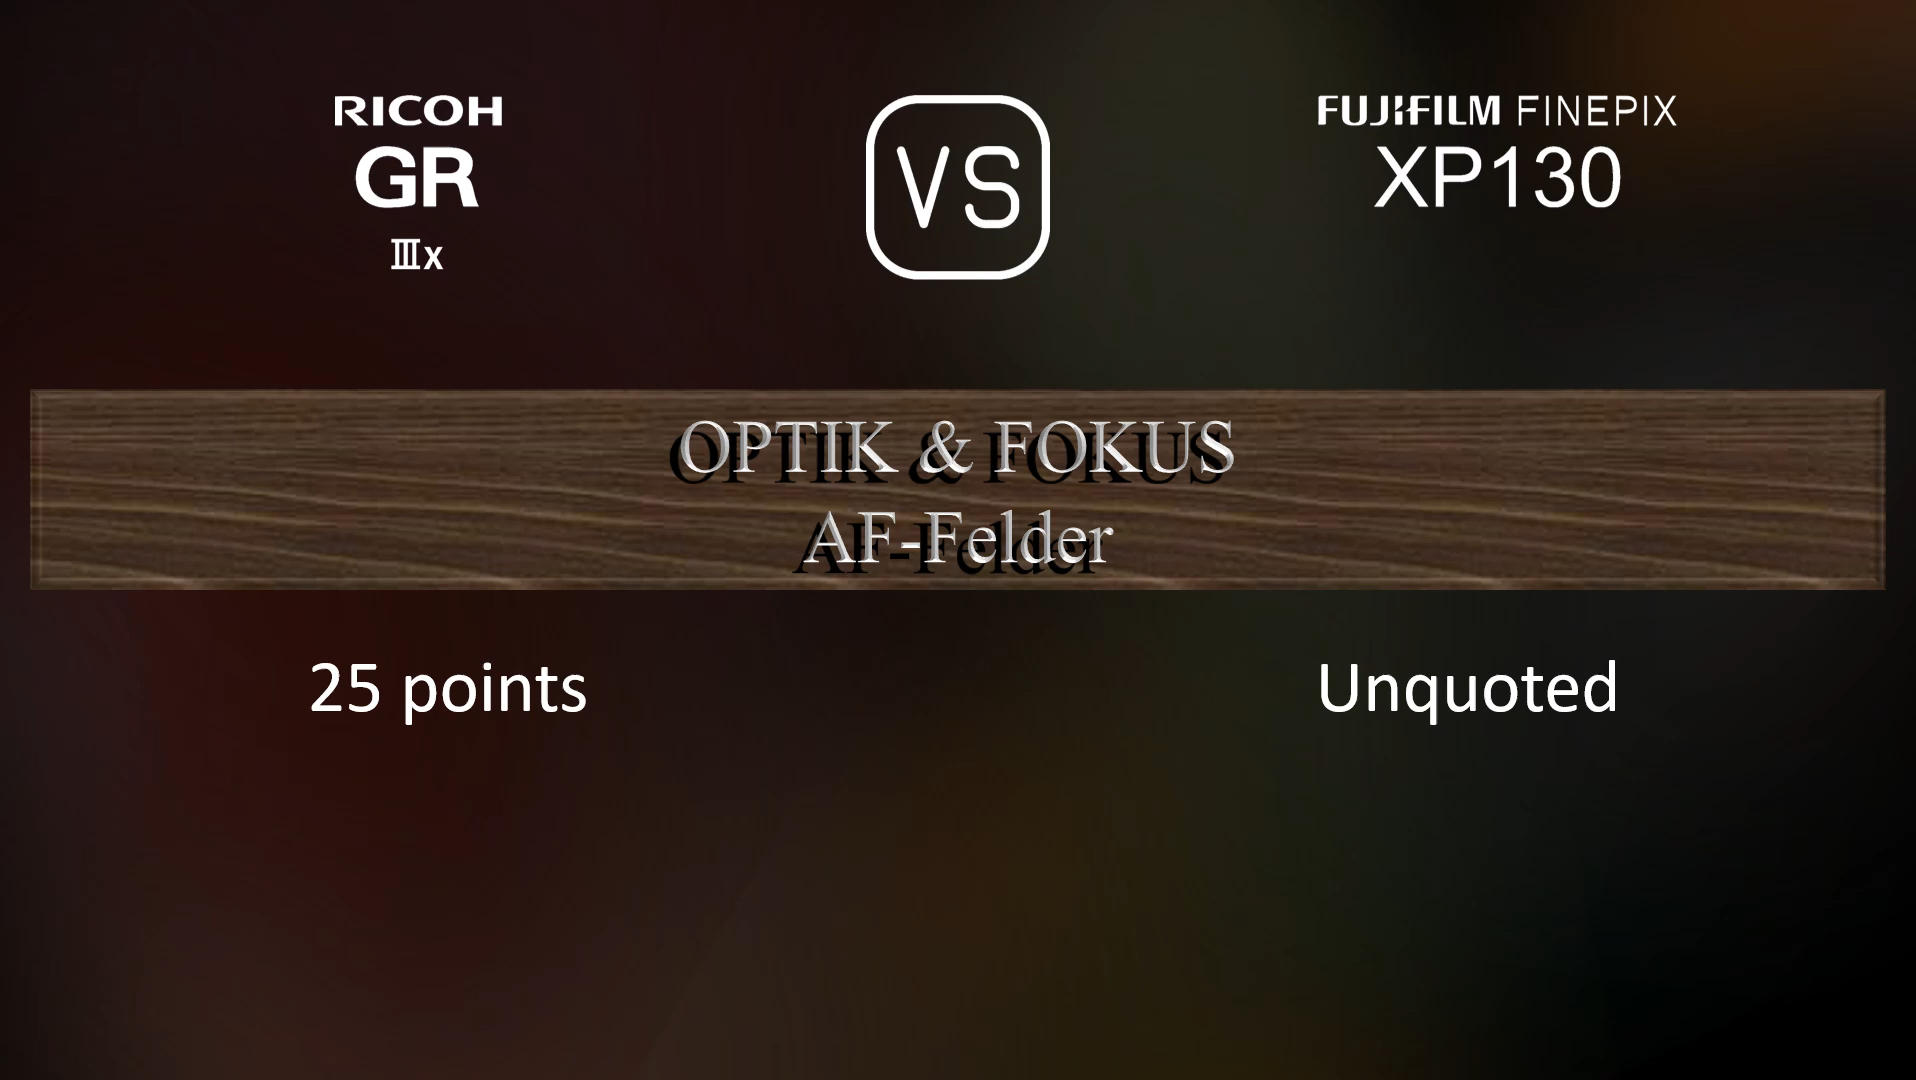 RICOH
GR
IIIx
VS
FUJIFILM FINEPIX
XP130
OPTIK & FOKUS
AF-Felder
25 points
Unquoted